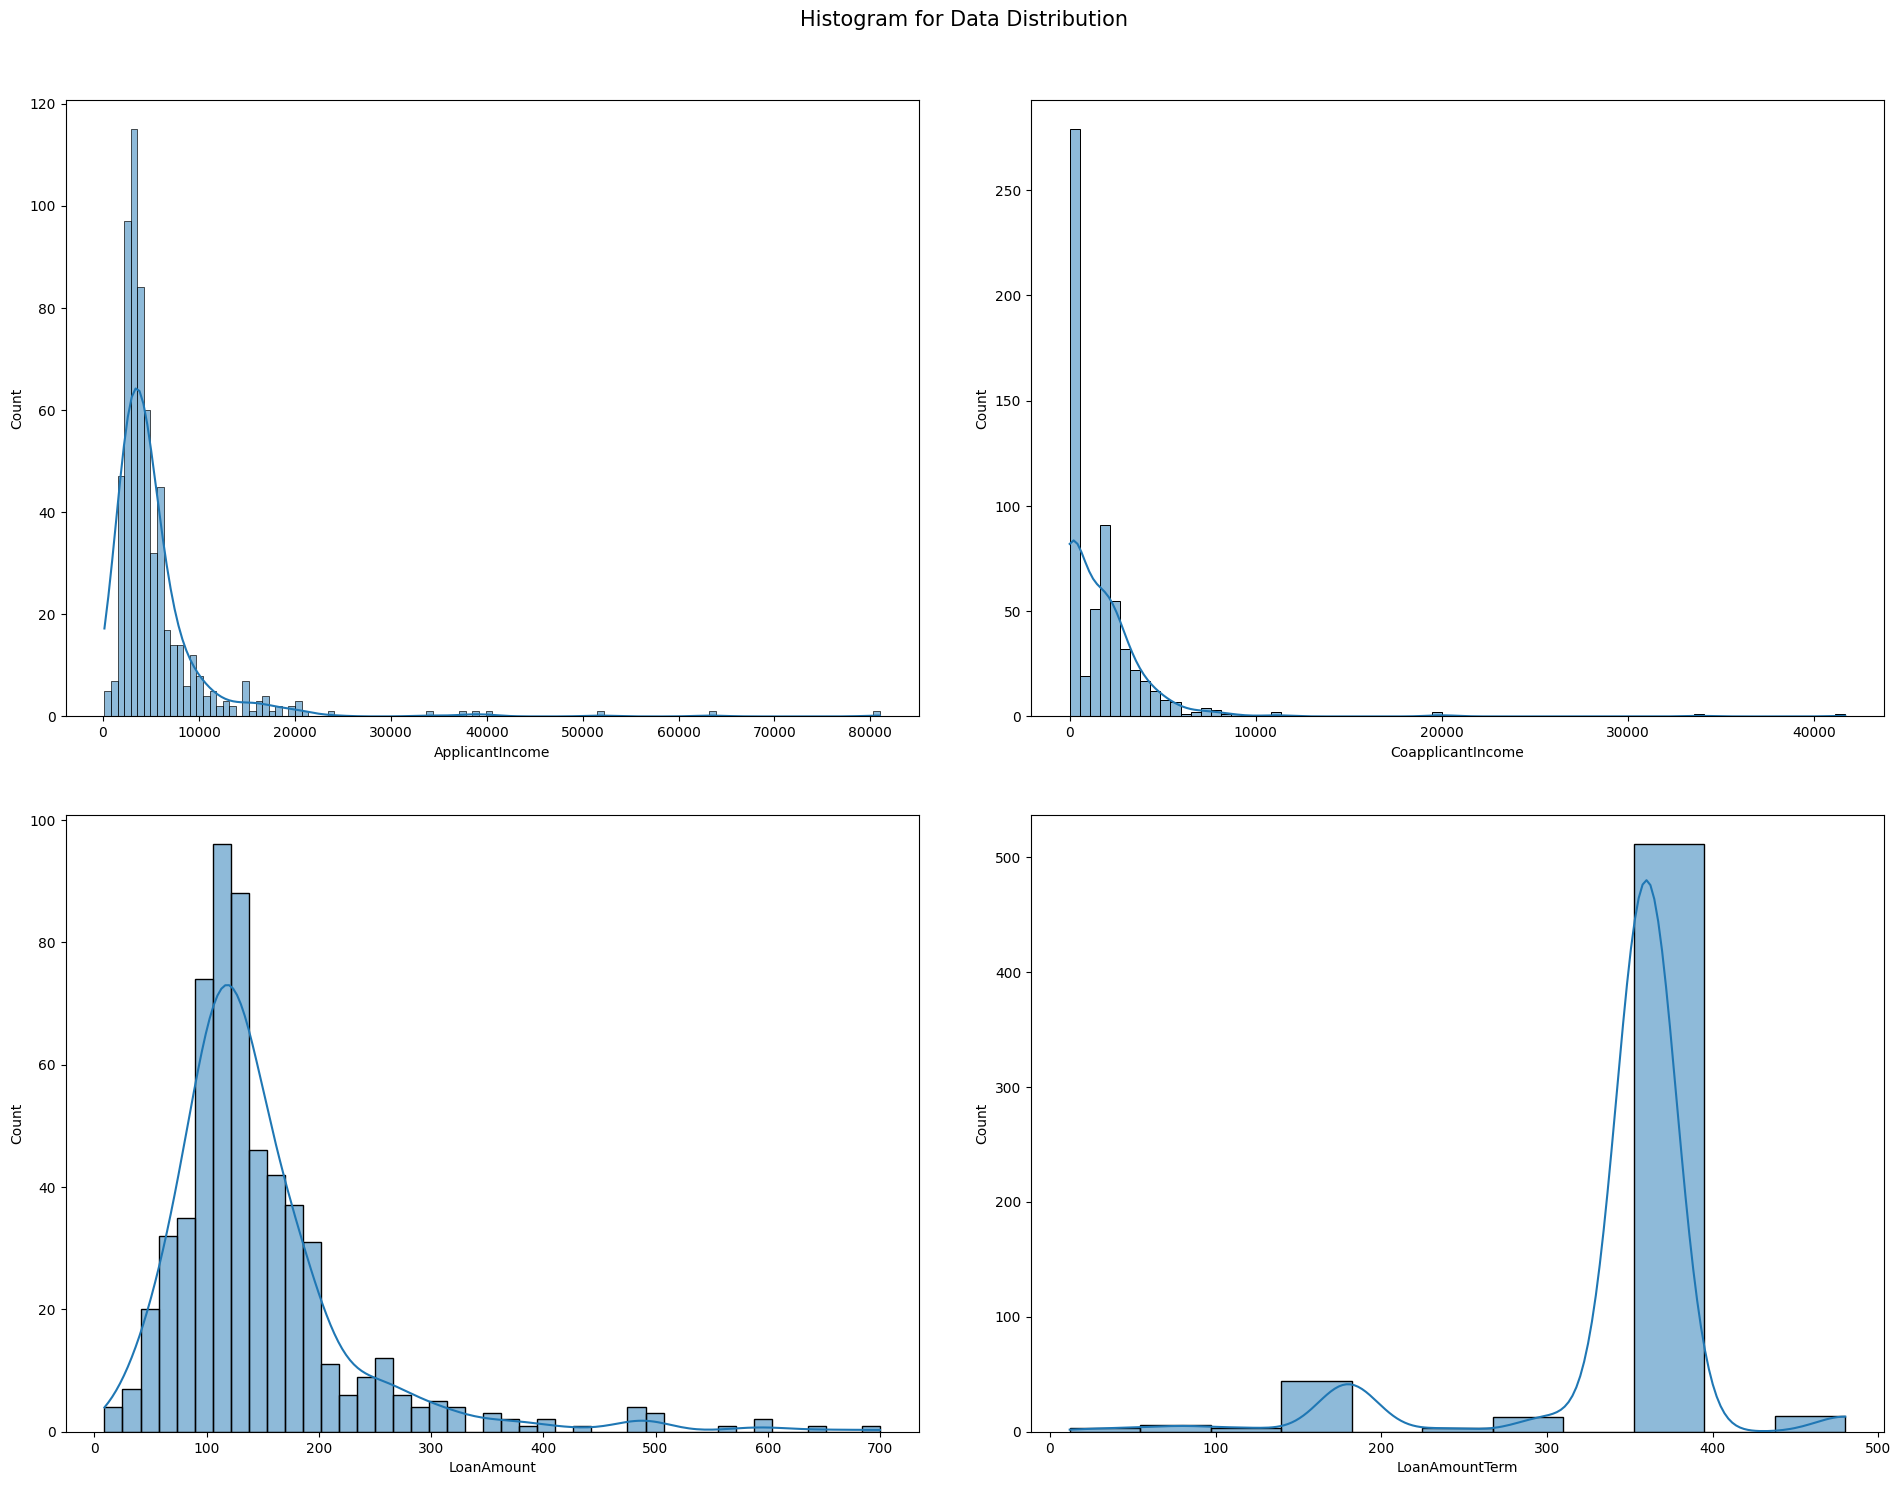 Histogram for Data Distribution
120
100
80
60
40
20
0
Count
0 10000 20000 30000 40000 50000 60000 70000 80000
ApplicantIncome
250
200
150
100
50
0
Count
0 10000 20000 30000 40000
CoapplicantIncome
100
80
60
40
20
0
Count
0 100 200 300 400 500 600 700
LoanAmount
500
400
300
200
100
0
Count
0 100 200 300 400 500
LoanAmountTerm